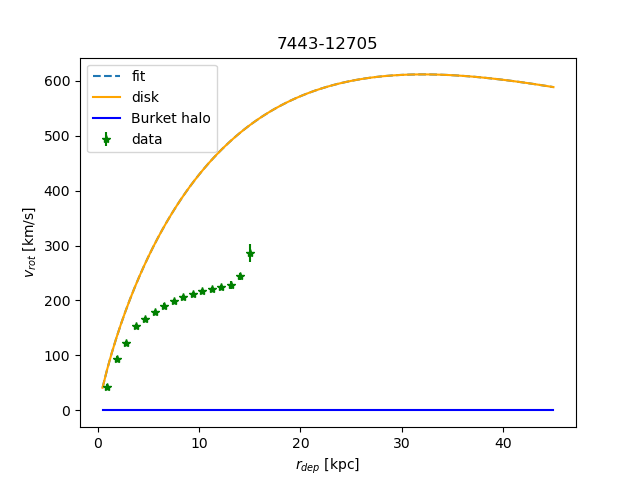 7443-12705
fit
disk
Burket halo
data
600
500
400
300
200
100
0
v_rot [km/s]
0 10 20 30 40
r_dep [kpc]